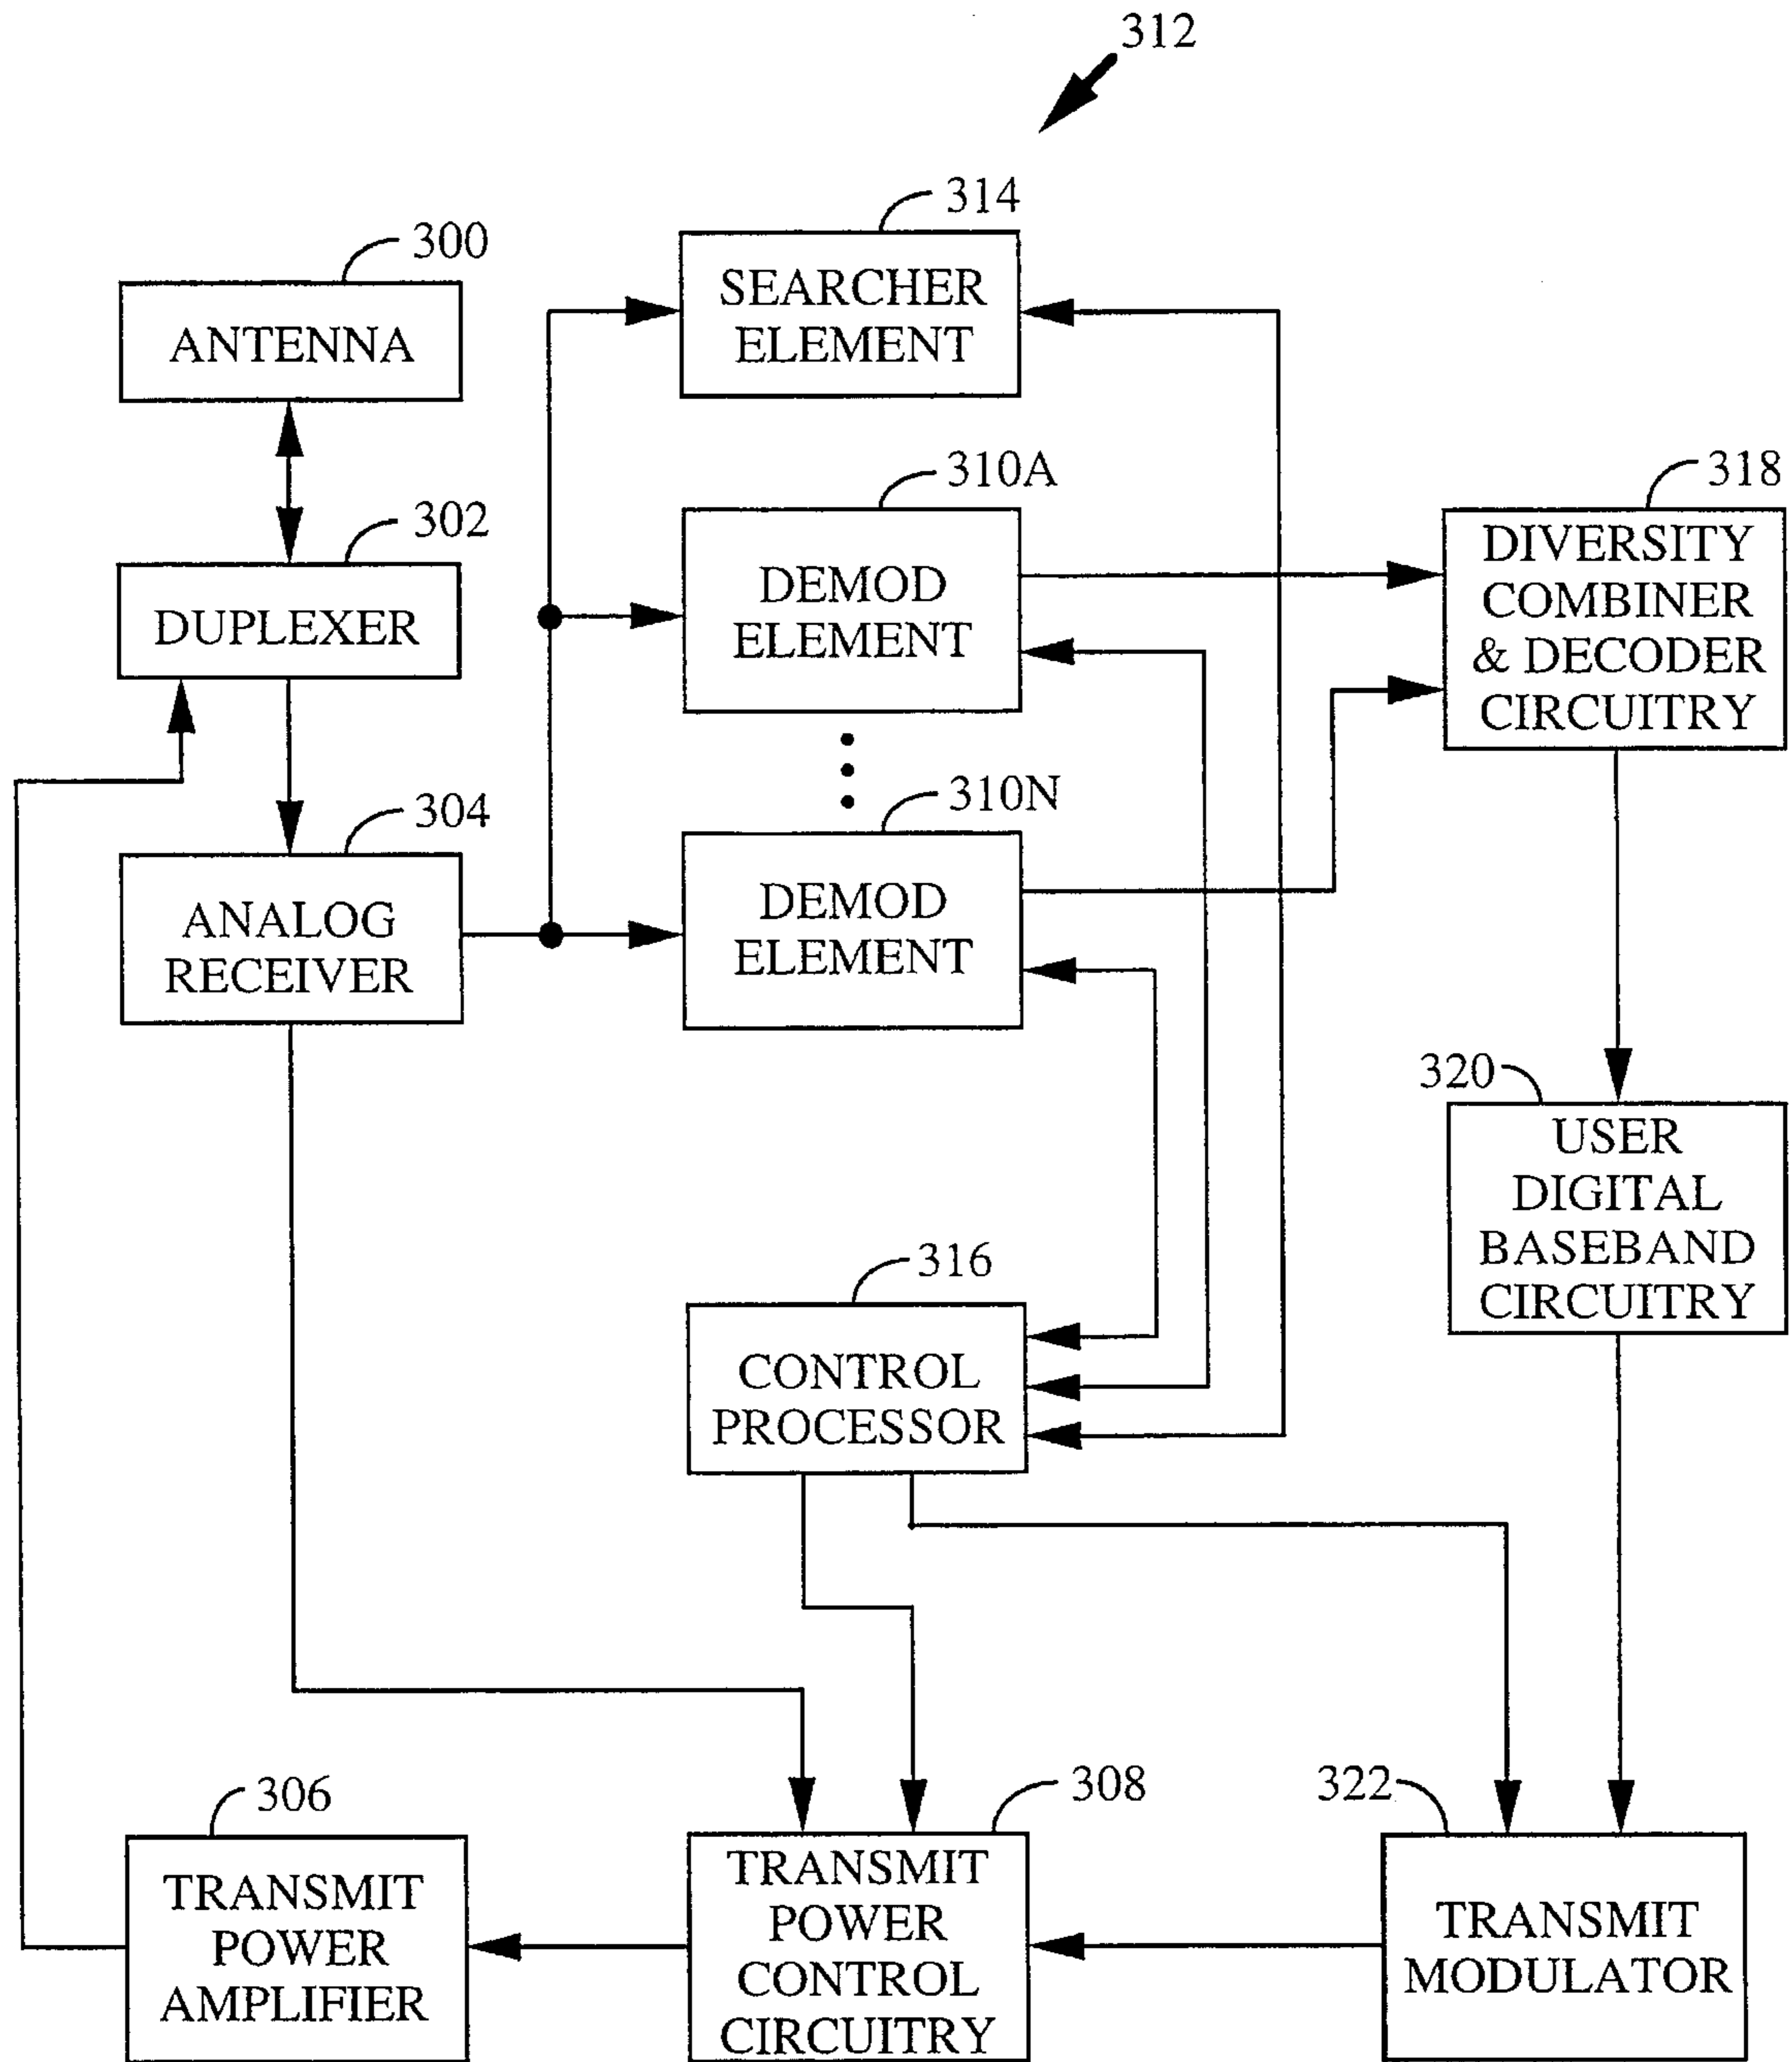 312
314
SEARCHER
ELEMENT
300
ANTENNA
310A
DEMOD
ELEMENT
318
DIVERSITY
COMBINER
& DECODER
CIRCUITRY
302
DUPLEXER
304
ANALOG
RECEIVER
310N
DEMOD
ELEMENT
320
USER
DIGITAL
BASEBAND
CIRCUITRY
316
CONTROL
PROCESSOR
306
TRANSMIT
POWER
AMPLIFIER
308
TRANSMIT
POWER
CONTROL
CIRCUITRY
322
TRANSMIT
MODULATOR